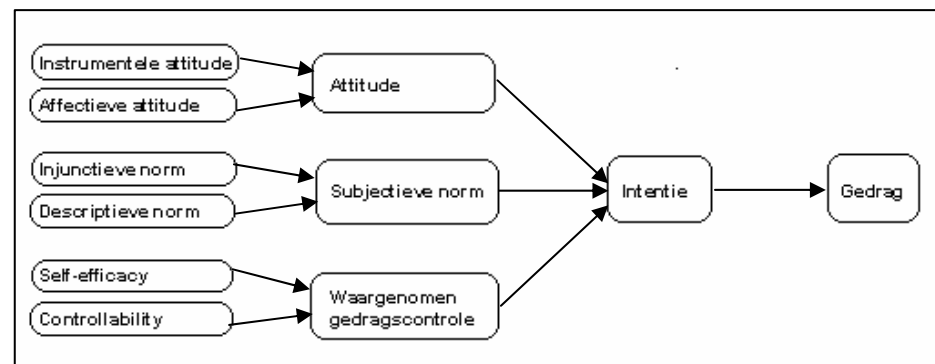 Instrumentele attitude
Affectieve attitude
Attitude
Injunctieve norm
Descriptieve norm
Subjectieve norm
Self-efficacy
Controllability
Waargenomen
gedragscontrole
Intentie
Gedrag